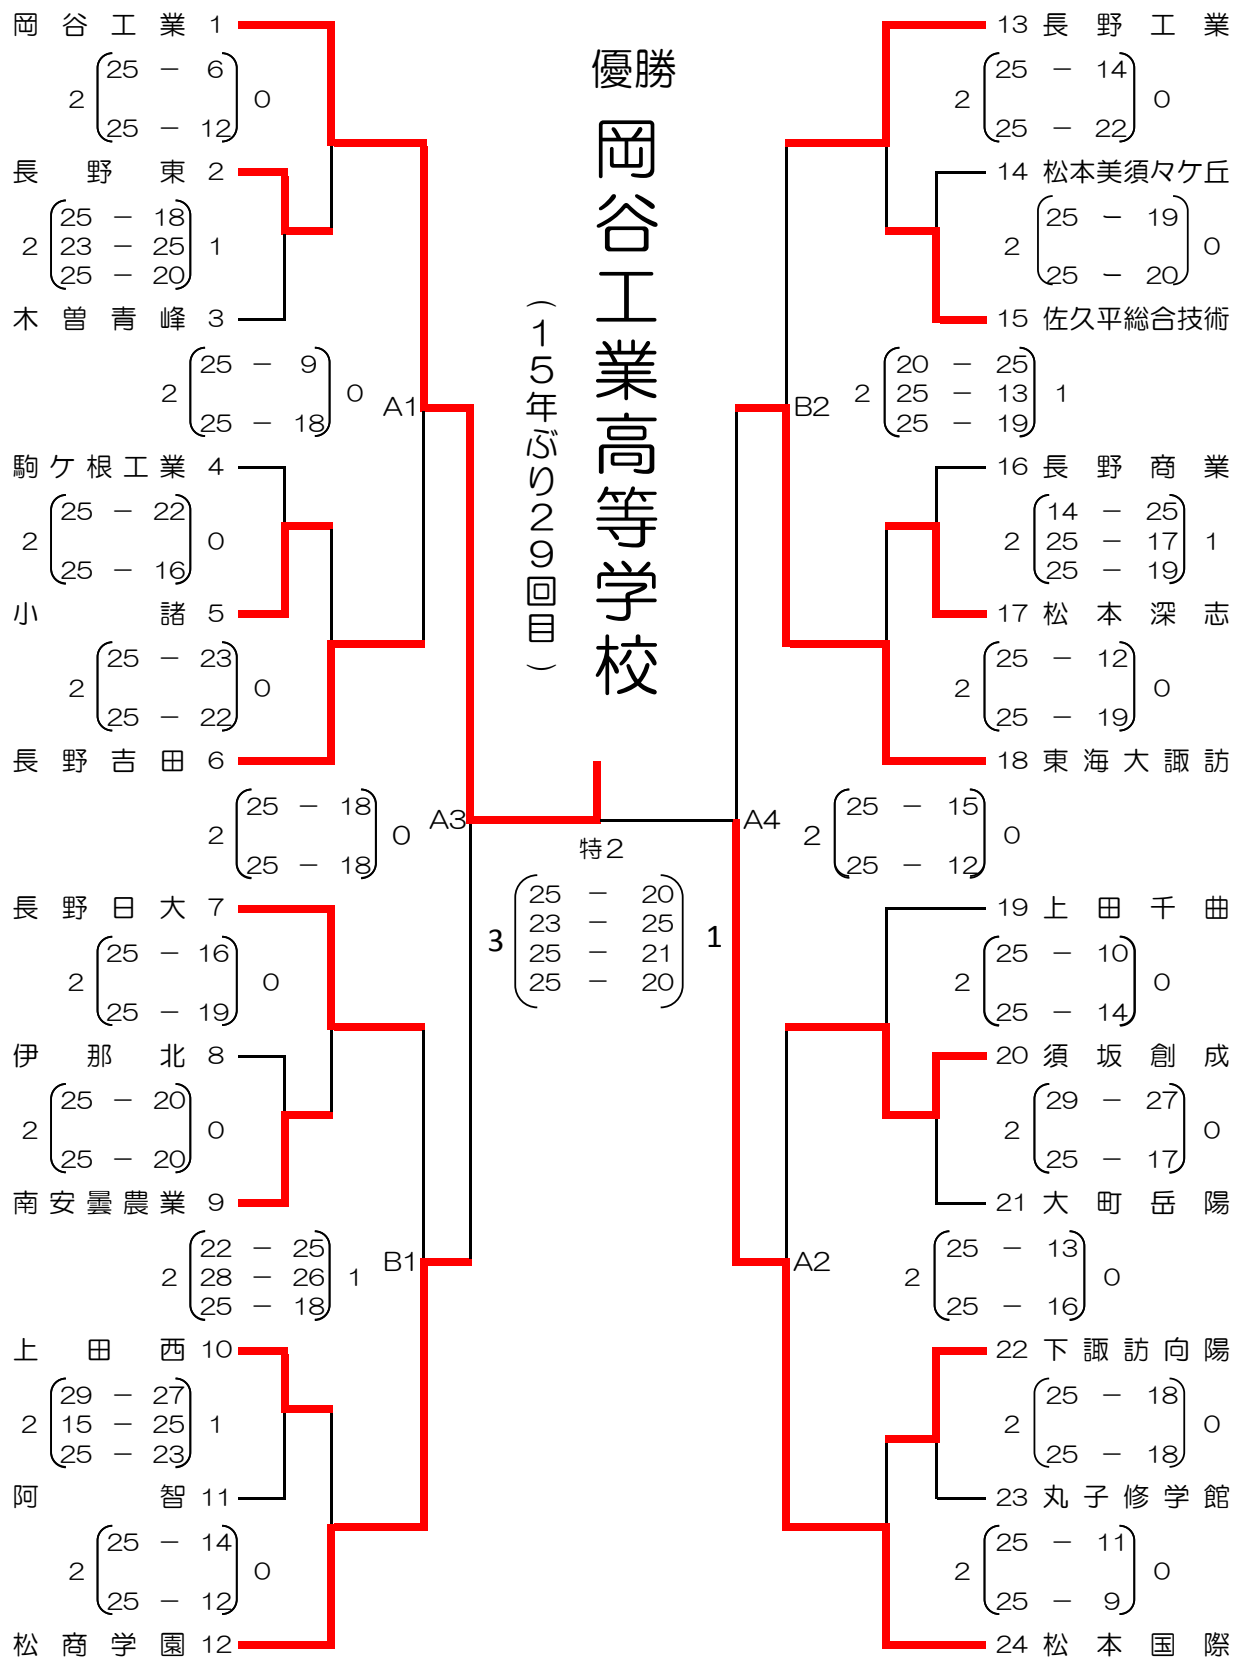 優勝
岡谷工業高等学校
（１５年ぶり２９回目）
岡谷工業 1
2 25 － 6 0
25 － 12
長野東 2
25 － 18
2 23 － 25 1
25 － 20
木曽青峰 3
25 － 9
2 0
25 － 18
A1
駒ケ根工業 4
25 － 22
2 0
25 － 16
小諸 5
25 － 23
2 0
25 － 22
長野吉田 6
25 － 18
2 0
25 － 18
A3
長野日大 7
25 － 16
2 0
25 － 19
伊那北 8
25 － 20
2 0
25 － 20
南安曇農業 9
22 － 25
2 28 － 26 1
25 － 18
B1
上田西 10
29 － 27
2 15 － 25 1
25 － 23
阿智 11
25 － 14
2 0
25 － 12
松商学園 12
特2
25 － 20
23 － 25
3 1
25 － 21
25 － 20
13 長野工業
25 － 14
2 0
25 － 22
14 松本美須々ケ丘
25 － 19
2 0
25 － 20
15 佐久平総合技術
20 － 25
B2 2 25 － 13 1
25 － 19
16 長野商業
14 － 25
2 25 － 17 1
25 － 19
17 松本深志
25 － 12
2 0
25 － 19
18 東海大諏訪
25 － 15
A4 2 0
25 － 12
19 上田千曲
25 － 10
2 0
25 － 14
20 須坂創成
29 － 27
2 0
25 － 17
21 大町岳陽
25 － 13
A2 2 0
25 － 16
22 下諏訪向陽
25 － 18
2 0
25 － 18
23 丸子修学館
25 － 11
2 0
25 － 9
24 松本国際